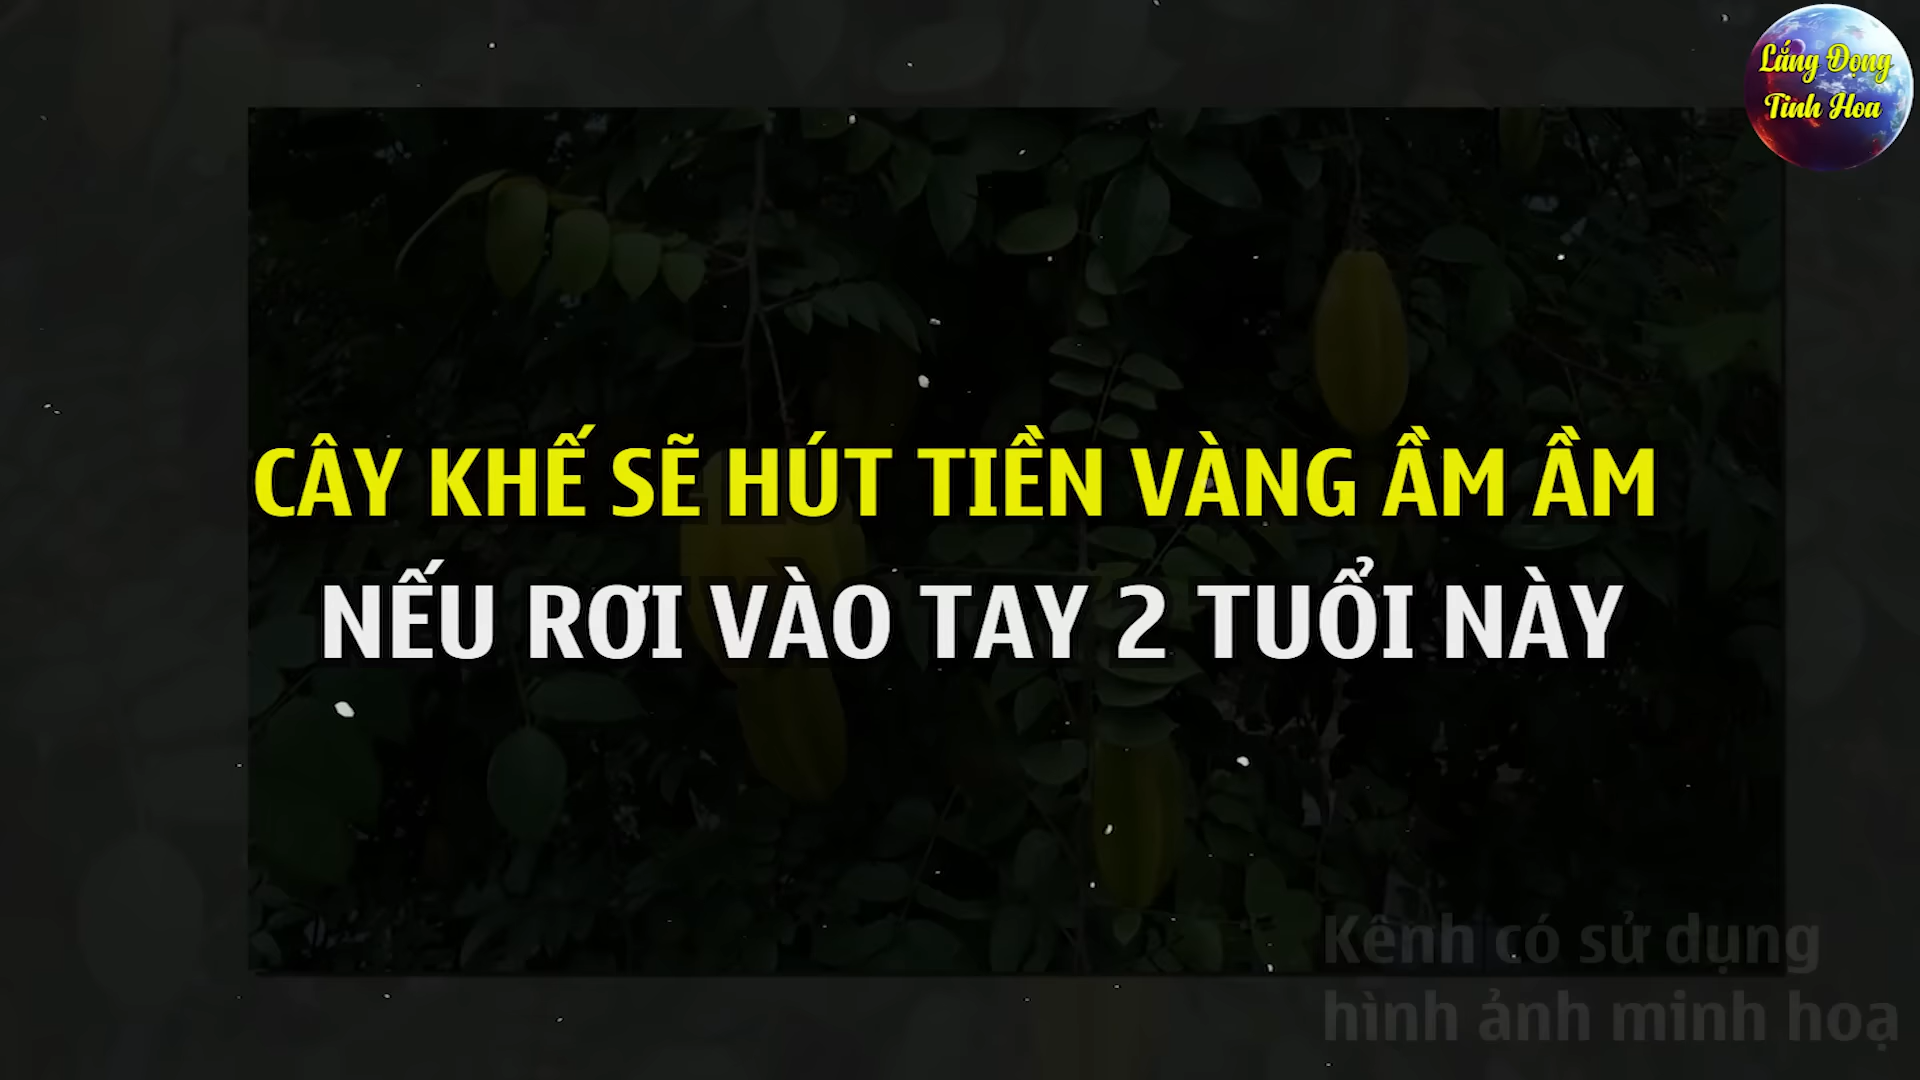 Lắng Đọng
Tinh Hoa
CÂY KHẾ SẼ HÚT TIỀN VÀNG ẦM ẦM
NẾU RƠI VÀO TAY 2 TUỔI NÀY
Kênh có sử dụng
hình ảnh minh hoạ